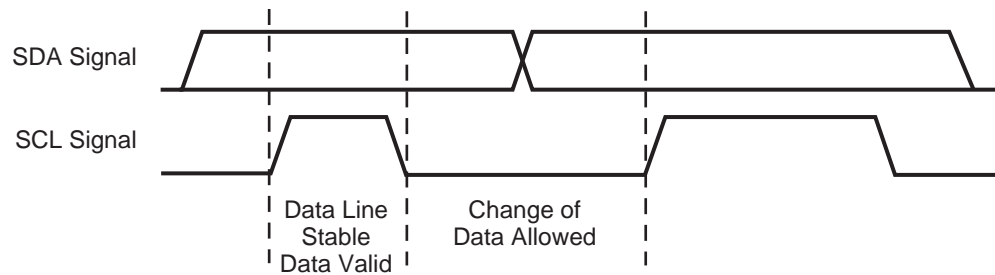 SDA Signal
SCL Signal
Data Line
Stable
Data Valid
Change of
Data Allowed